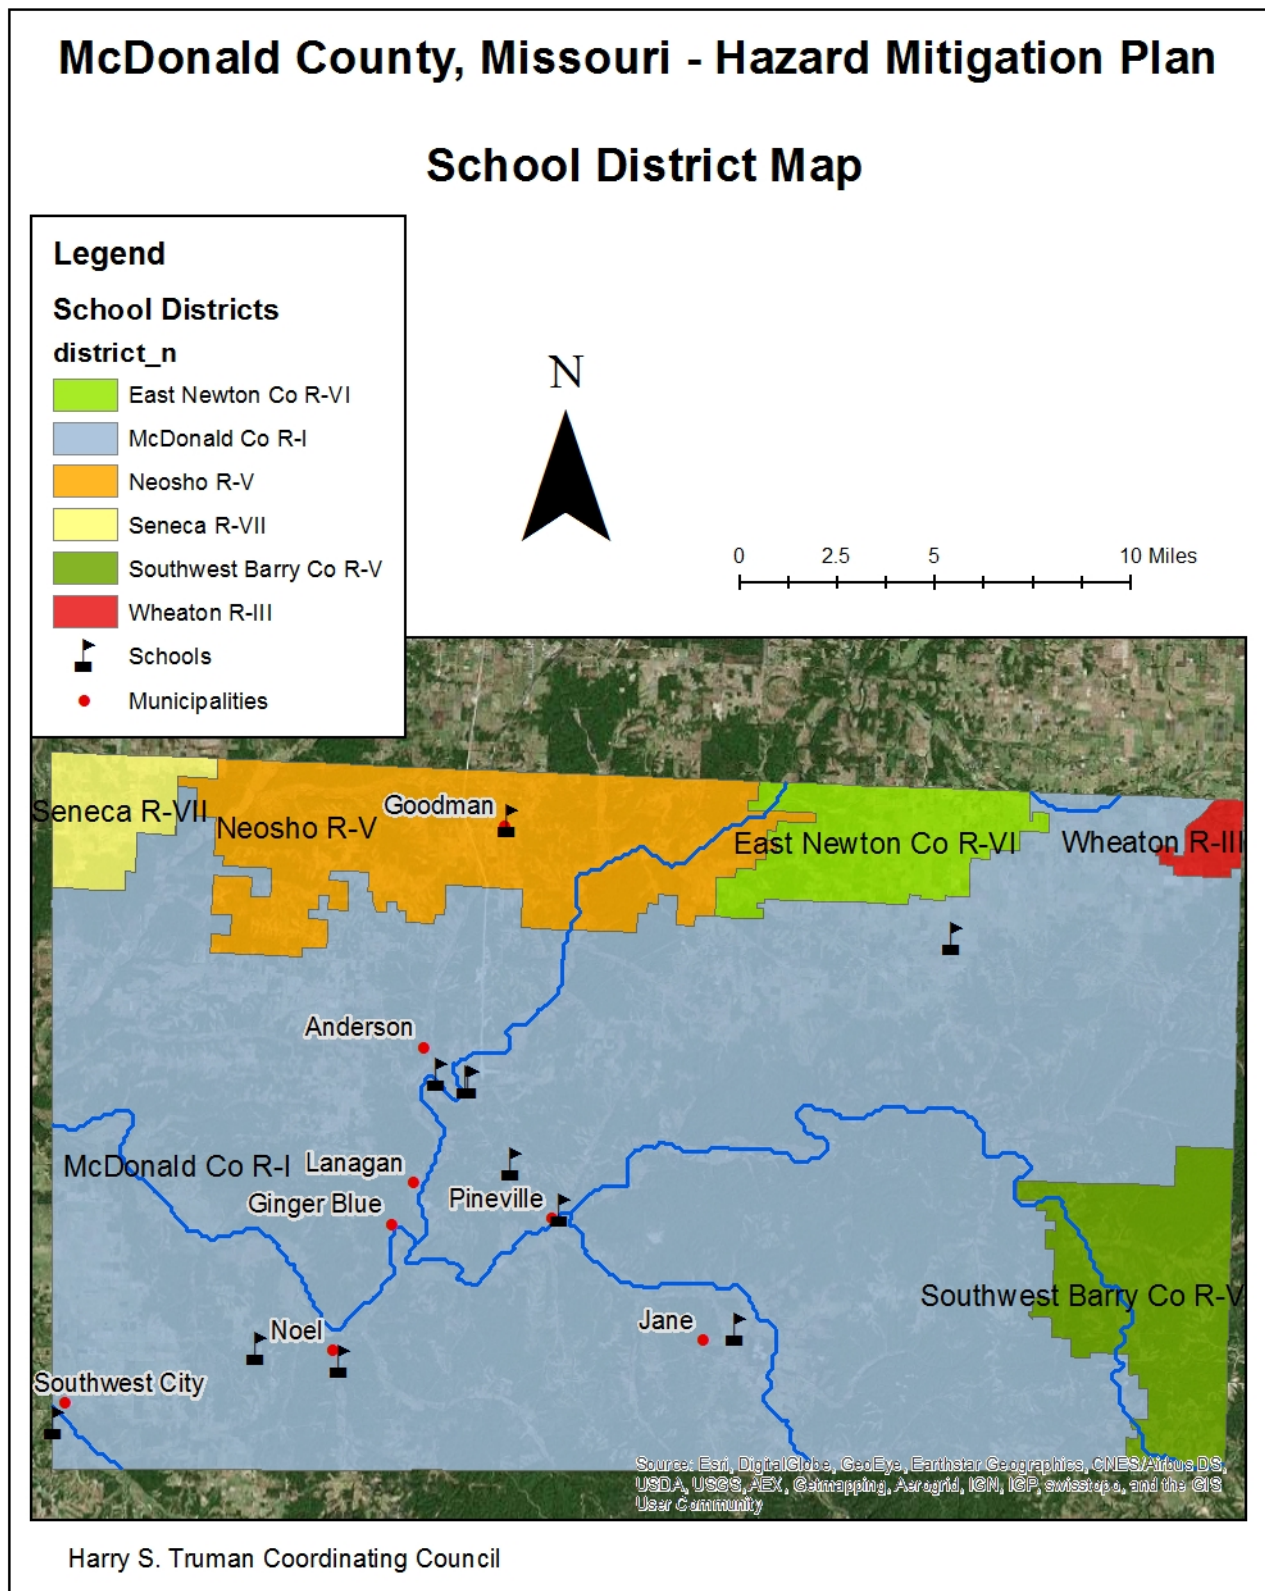 McDonald County, Missouri - Hazard Mitigation Plan
School District Map
Legend
School Districts
district_n
East Newton Co R-VI
McDonald Co R-I
Neosho R-V
Seneca R-VII
Southwest Barry Co R-V
Wheaton R-III
Schools
Municipalities
N
0 2.5 5 10 Miles
Seneca R-VII
Goodman
Neosho R-V
East Newton Co R-VI
Wheaton R-III
Anderson
McDonald Co R-I
Lanagan
Ginger Blue
Pineville
Southwest Barry Co R-V
Noel
Jane
Southwest City
Source: Esri, DigitalGlobe, GeoEye, Earthstar Geographics, CNES/Airbus DS,
USDA, USGS, AEX, Getmapping, Aerogrid, IGN, IGP, swisstopo, and the GIS
User Community
Harry S. Truman Coordinating Council